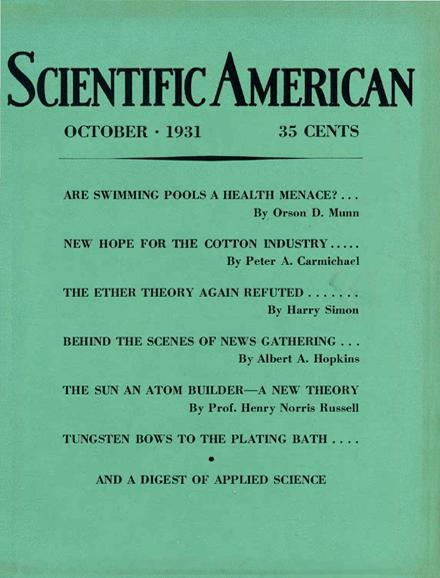 SCIENTIFIC AMERICAN
OCTOBER · 1931 35 CENTS
ARE SWIMMING POOLS A HEALTH MENACE? . . .
By Orson D. Munn
NEW HOPE FOR THE COTTON INDUSTRY . . . . .
By Peter A. Carmichael
THE ETHER THEORY AGAIN REFUTED . . . . . . .
By Harry Simon
BEHIND THE SCENES OF NEWS GATHERING . . .
By Albert A. Hopkins
THE SUN AN ATOM BUILDER—A NEW THEORY
By Prof. Henry Norris Russell
TUNGSTEN BOWS TO THE PLATING BATH . . . .
•
AND A DIGEST OF APPLIED SCIENCE